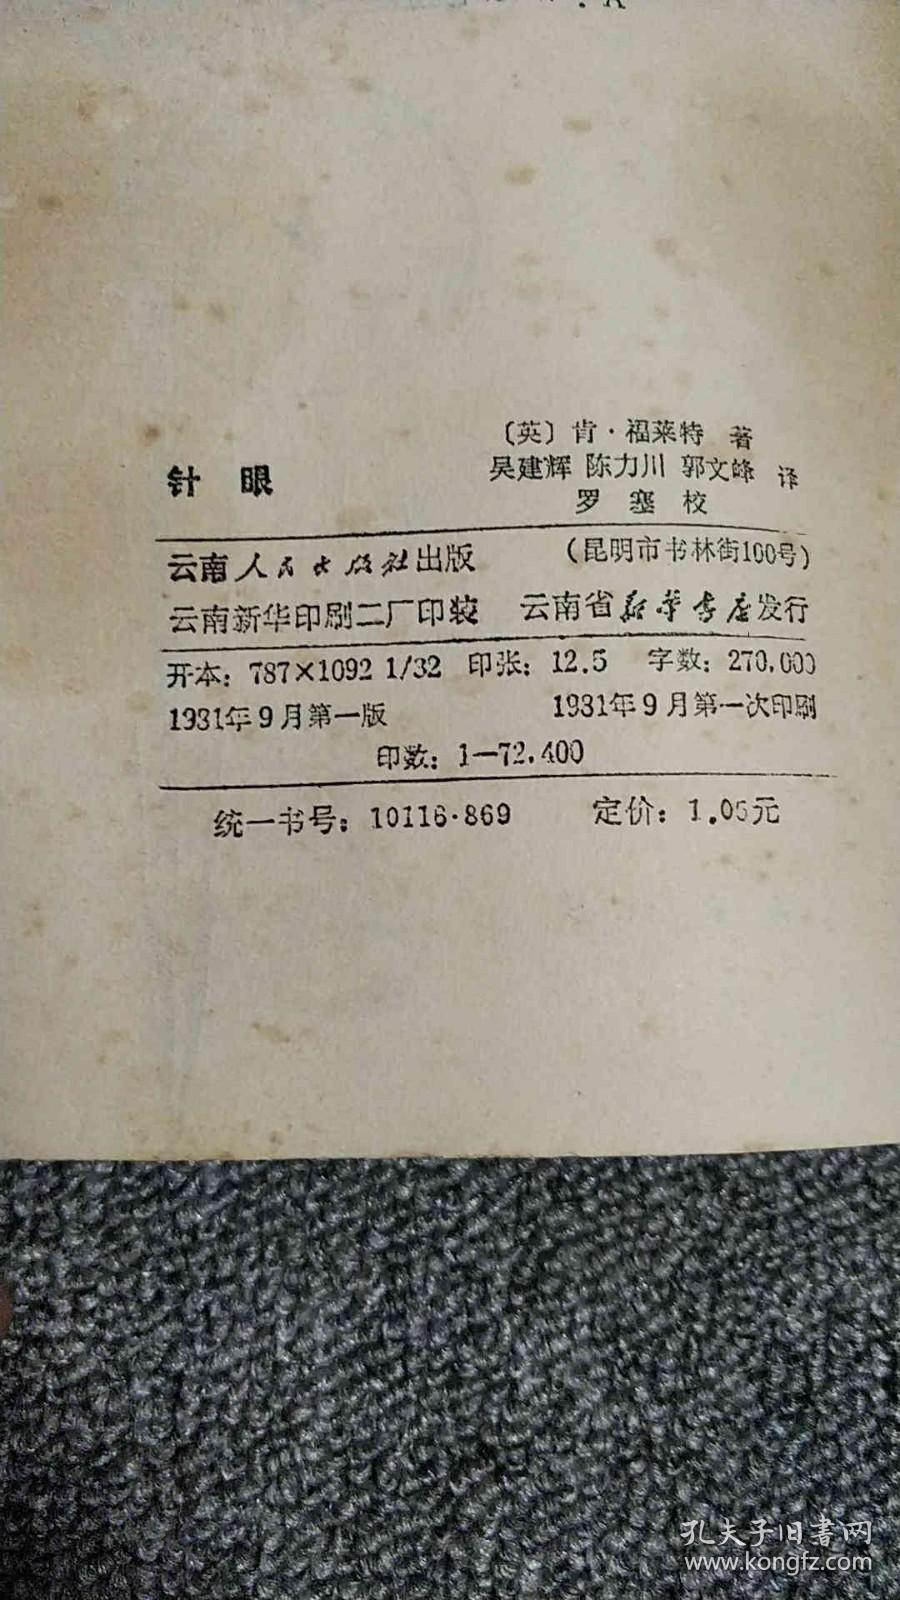 〔英〕肯·福莱特 著
针 眼
吴建辉 陈力川 郭文峰 译
罗塞 校
云南人民出版社出版 (昆明市书林街100号)
云南新华印刷二厂印装 云南省新华书店发行
开本: 787×1092 1/32 印张: 12.5 字数: 270,000
1981年9月第一版 1981年9月第一次印刷
印数: 1—72,400
统一书号: 10116·869 定价: 1.05元
孔夫子旧書网
www.kongfz.com